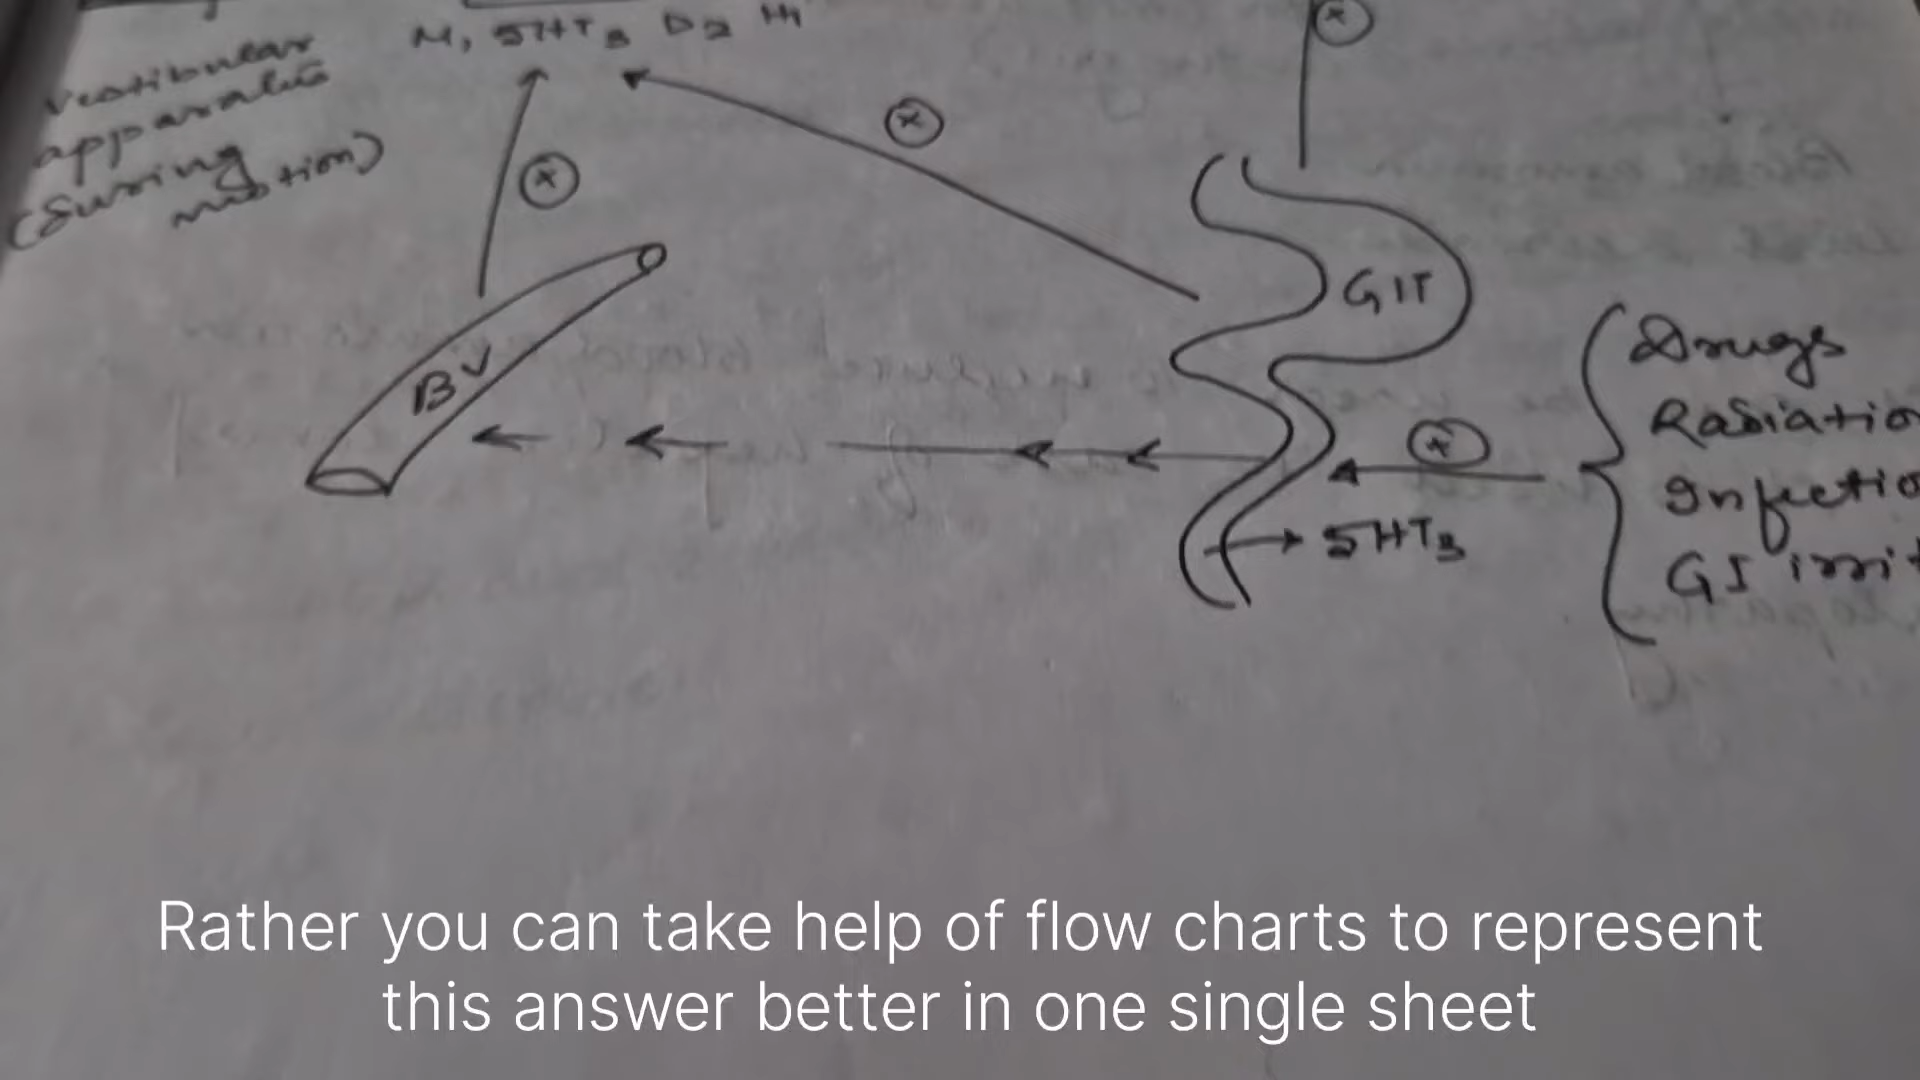 M, 5HT3 D2 H1
vestibular
apparatus
(During
motion)
GIT
BV
Drugs
Radiatio
Infectio
GI irrit
5HT3
Rather you can take help of flow charts to represent
this answer better in one single sheet